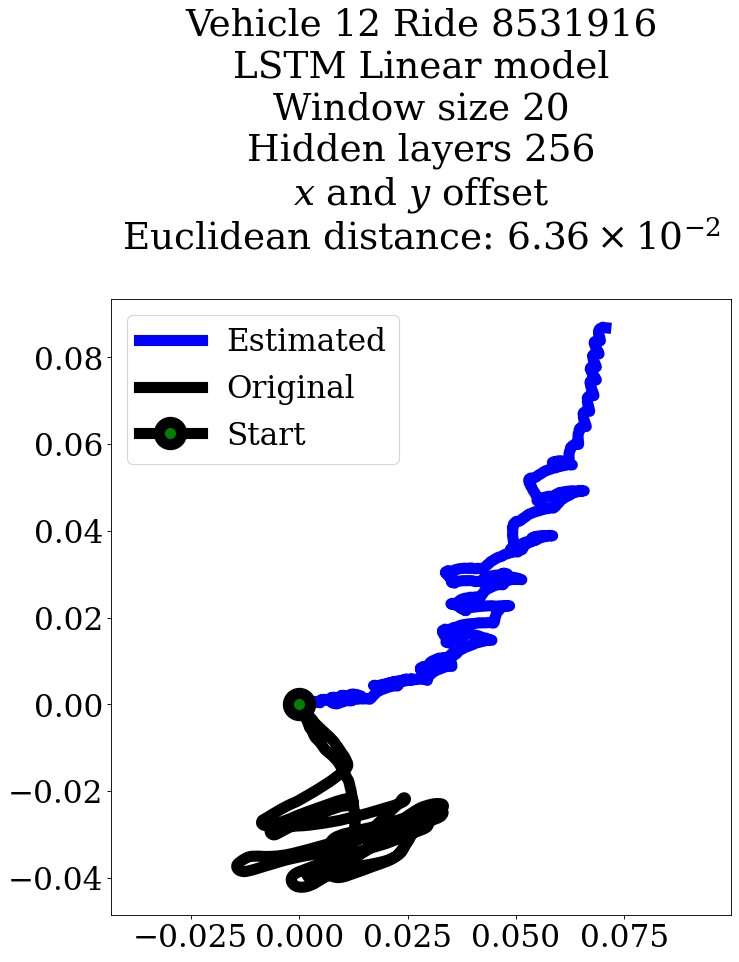 Vehicle 12 Ride 8531916
LSTM Linear model
Window size 20
Hidden layers 256
x and y offset
Euclidean distance: 6.36 × 10⁻²
Estimated
Original
Start
0.08
0.06
0.04
0.02
0.00
−0.02
−0.04
−0.025 0.000 0.025 0.050 0.075